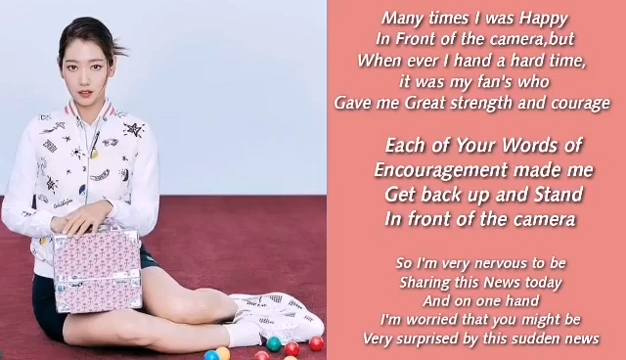 Many times I was Happy
In Front of the camera,but
When ever I hand a hard time,
it was my fan's who
Gave me Great strength and courage
Each of Your Words of
Encouragement made me
Get back up and Stand
In front of the camera
So I'm very nervous to be
Sharing this News today
And on one hand
I'm worried that you might be
Very surprised by this sudden news